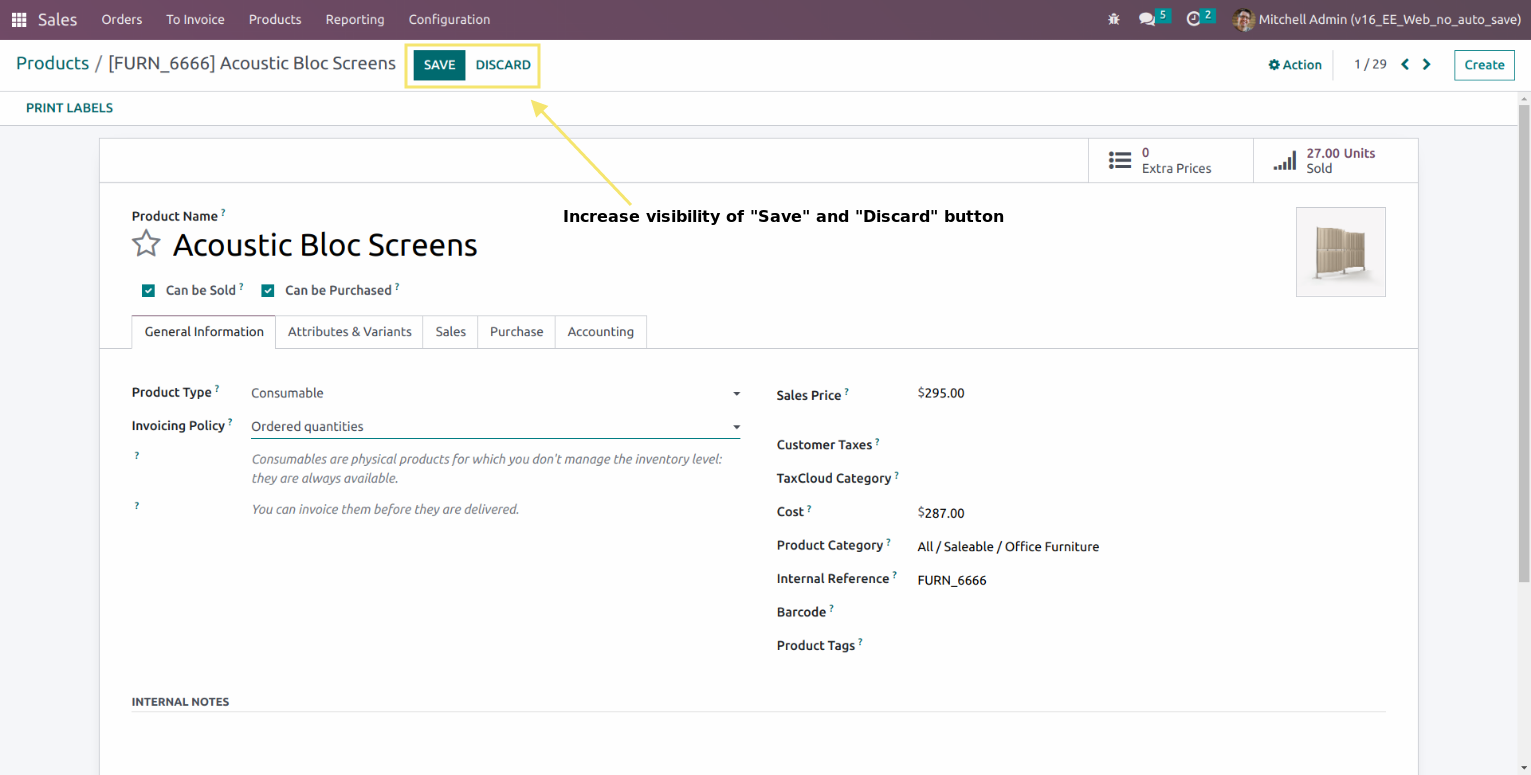 Sales Orders To Invoice Products Reporting Configuration 5 2 Mitchell Admin (v16_EE_Web_no_auto_save)
Products / [FURN_6666] Acoustic Bloc Screens SAVE DISCARD Action 1 / 29 Create
PRINT LABELS
0
Extra Prices
27.00 Units
Sold
Increase visibility of "Save" and "Discard" button
Product Name ?
Acoustic Bloc Screens
Can be Sold ? Can be Purchased ?
General Information Attributes & Variants Sales Purchase Accounting
Product Type ? Consumable
Invoicing Policy ? Ordered quantities
? Consumables are physical products for which you don't manage the inventory level:
they are always available.
? You can invoice them before they are delivered.
Sales Price ? $295.00
Customer Taxes ?
TaxCloud Category ?
Cost ? $287.00
Product Category ? All / Saleable / Office Furniture
Internal Reference ? FURN_6666
Barcode ?
Product Tags ?
INTERNAL NOTES